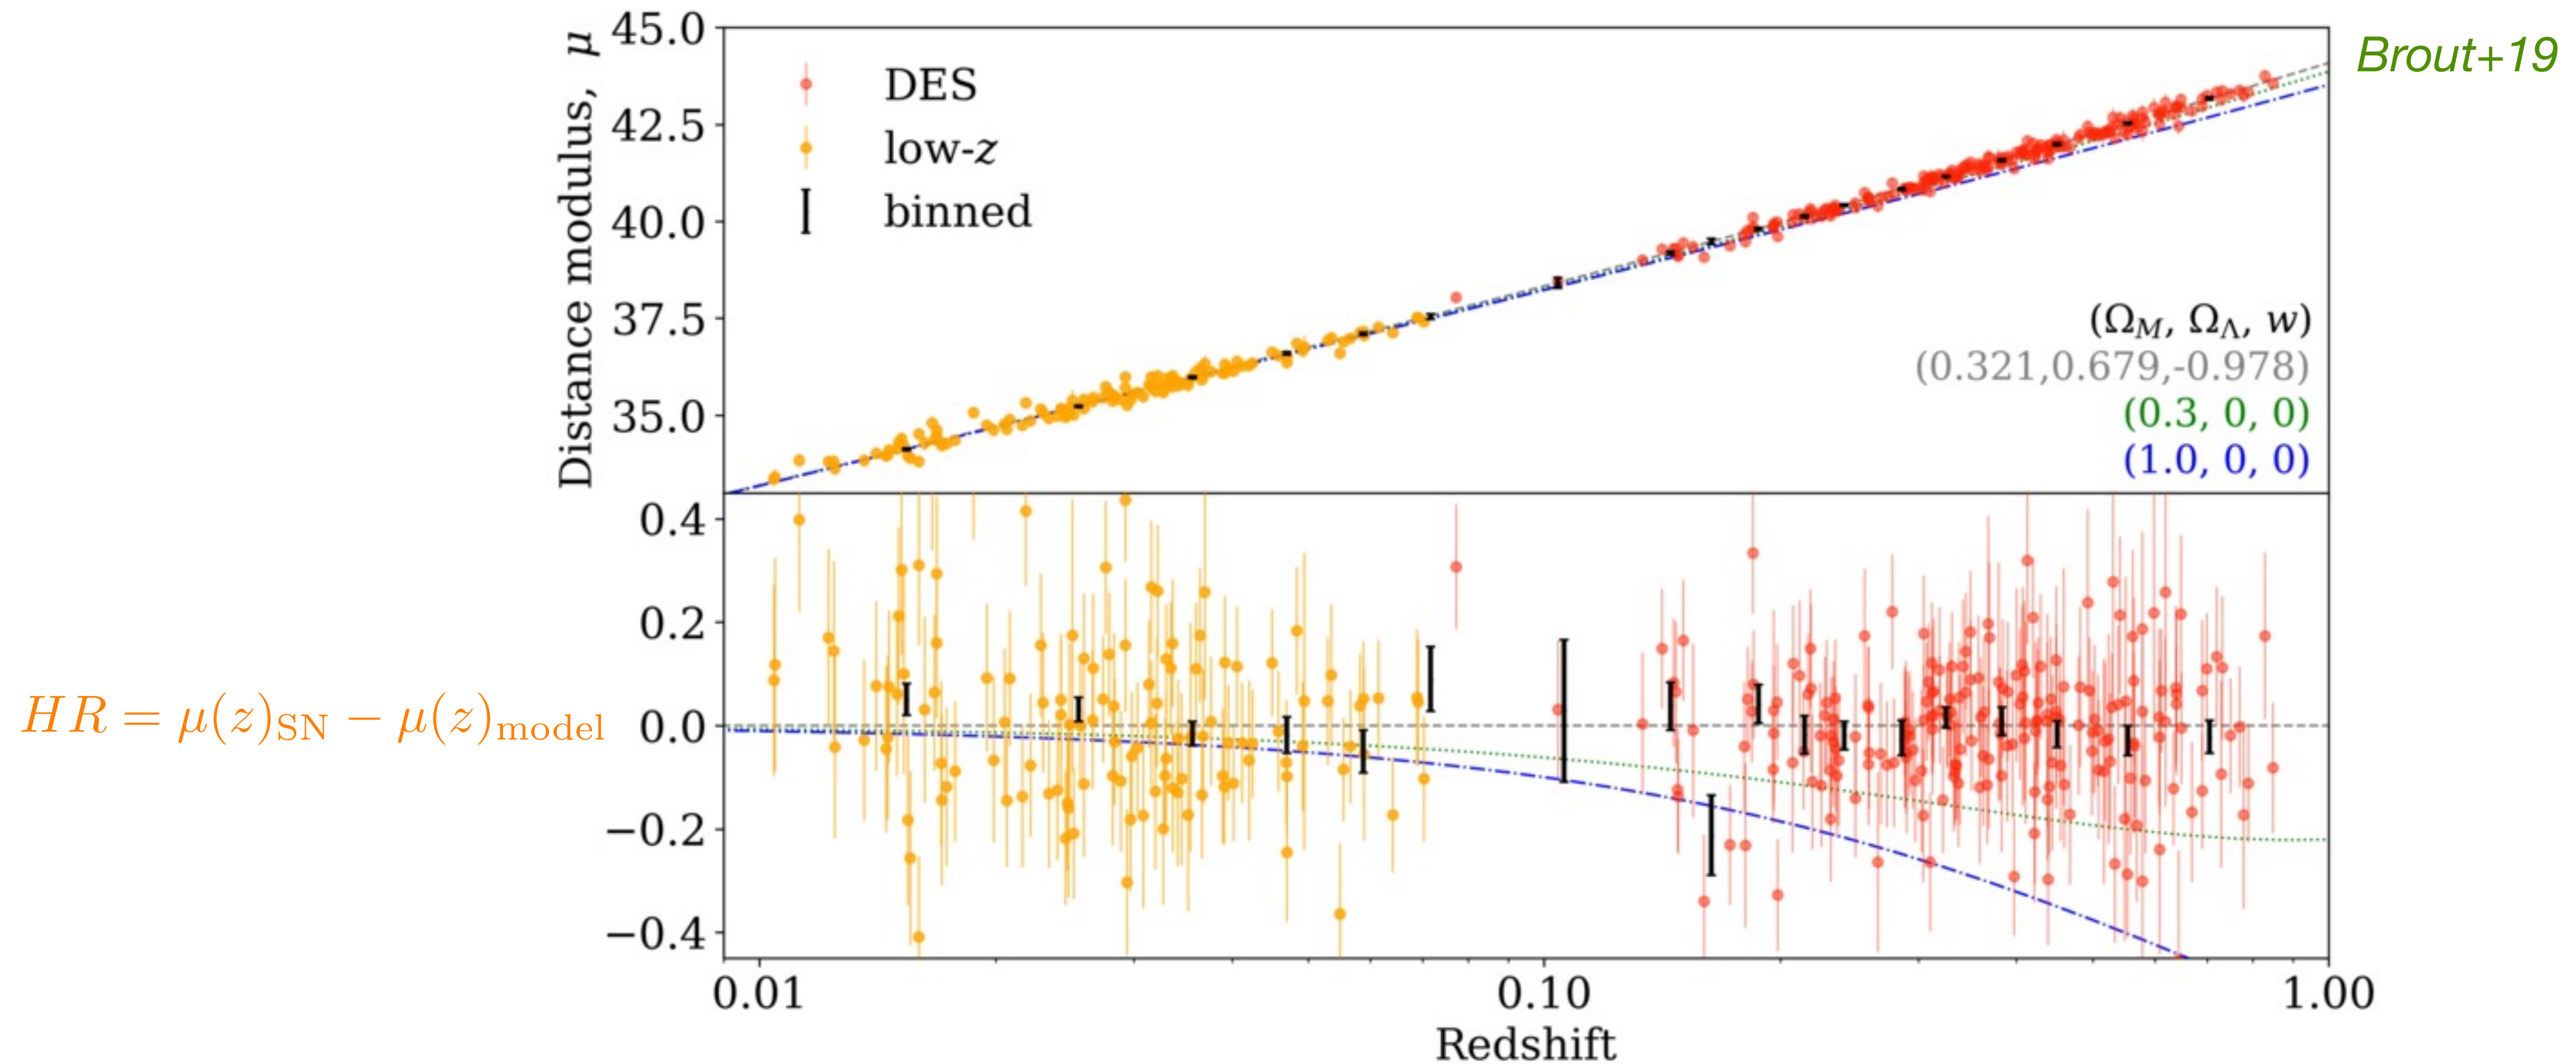 Brout+19
Distance modulus, μ
45.0
42.5
40.0
37.5
35.0
DES
low-z
binned
(Ω_M, Ω_Λ, w)
(0.321,0.679,-0.978)
(0.3, 0, 0)
(1.0, 0, 0)
HR = μ(z)_SN − μ(z)_model
0.4
0.2
0.0
−0.2
−0.4
0.01 0.10 1.00
Redshift